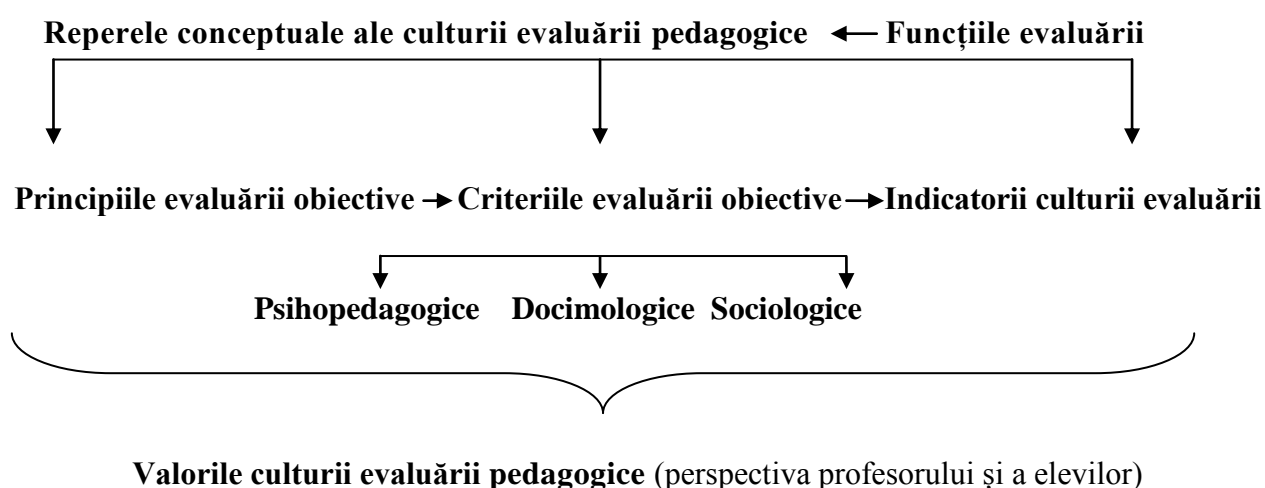 Reperele conceptuale ale culturii evaluării pedagogice Funcțiile evaluării
Principiile evaluării obiective Criteriile evaluării obiective Indicatorii culturii evaluării
Psihopedagogice Docimologice Sociologice
Valorile culturii evaluării pedagogice (perspectiva profesorului și a elevilor)